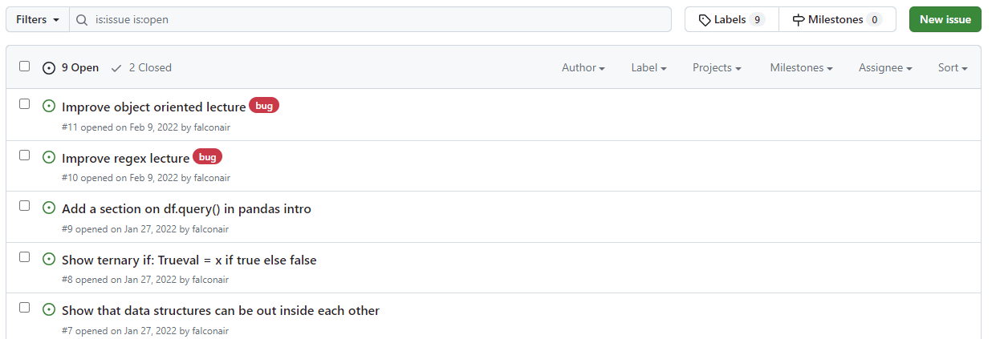 Filters is:issue is:open Labels 9 Milestones 0 New issue
9 Open 2 Closed Author Label Projects Milestones Assignee Sort
Improve object oriented lecture bug
#11 opened on Feb 9, 2022 by falconair
Improve regex lecture bug
#10 opened on Feb 9, 2022 by falconair
Add a section on df.query() in pandas intro
#9 opened on Jan 27, 2022 by falconair
Show ternary if: Trueval = x if true else false
#8 opened on Jan 27, 2022 by falconair
Show that data structures can be out inside each other
#7 opened on Jan 27, 2022 by falconair